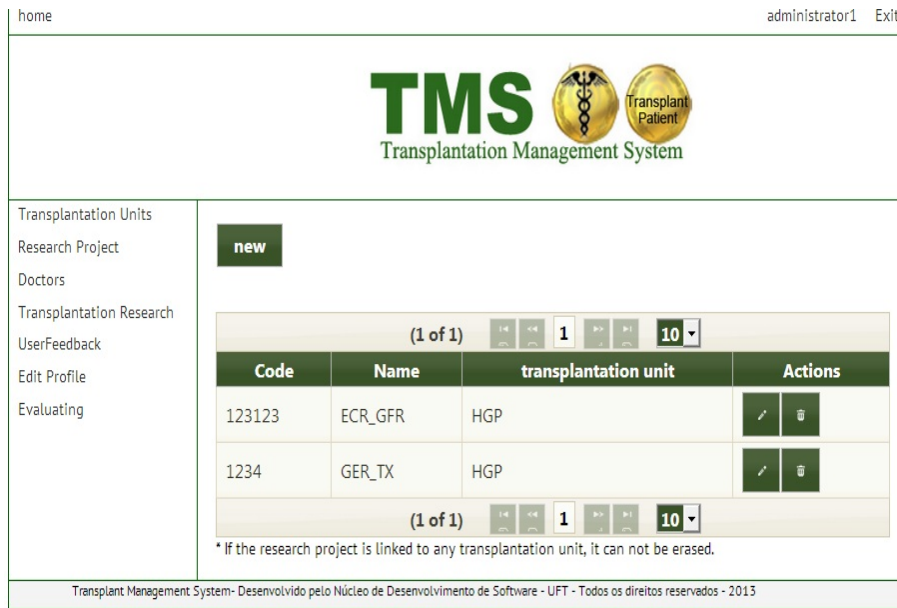 home administrator1 Exit
TMS Transplant Patient
Transplantation Management System
Transplantation Units
Research Project
Doctors
Transplantation Research
UserFeedback
Edit Profile
Evaluating
new
(1 of 1) 1 10
Code Name transplantation unit Actions
123123 ECR_GFR HGP
1234 GER_TX HGP
(1 of 1) 1 10
* If the research project is linked to any transplantation unit, it can not be erased.
Transplant Management System- Desenvolvido pelo Núcleo de Desenvolvimento de Software - UFT - Todos os direitos reservados - 2013